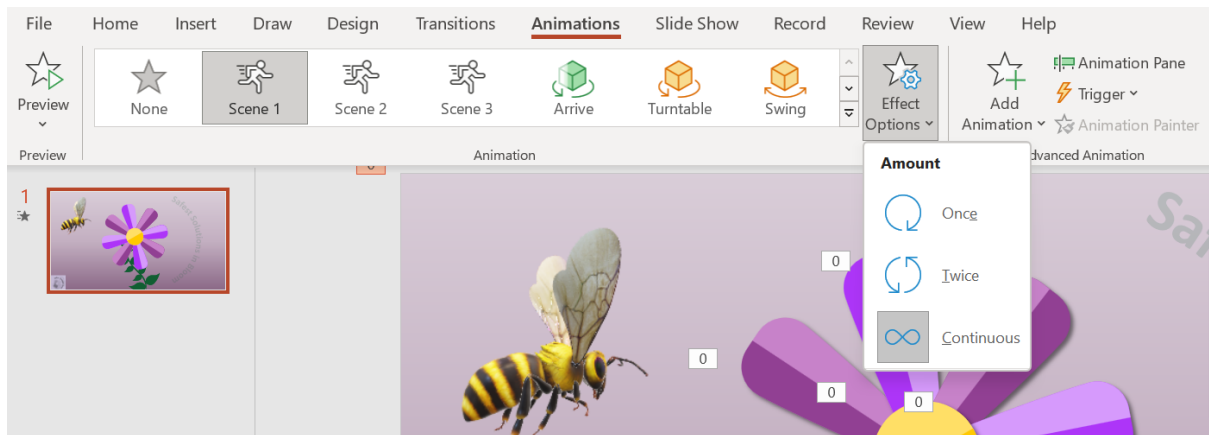 File Home Insert Draw Design Transitions Animations Slide Show Record Review View Help
Preview
None Scene 1 Scene 2 Scene 3 Arrive Turntable Swing
Effect Options
Add Animation
Animation Pane
Trigger
Animation Painter
Preview Animation dvanced Animation
0
Amount
Once
Twice
Continuous
1
Saf
0
0
0
0